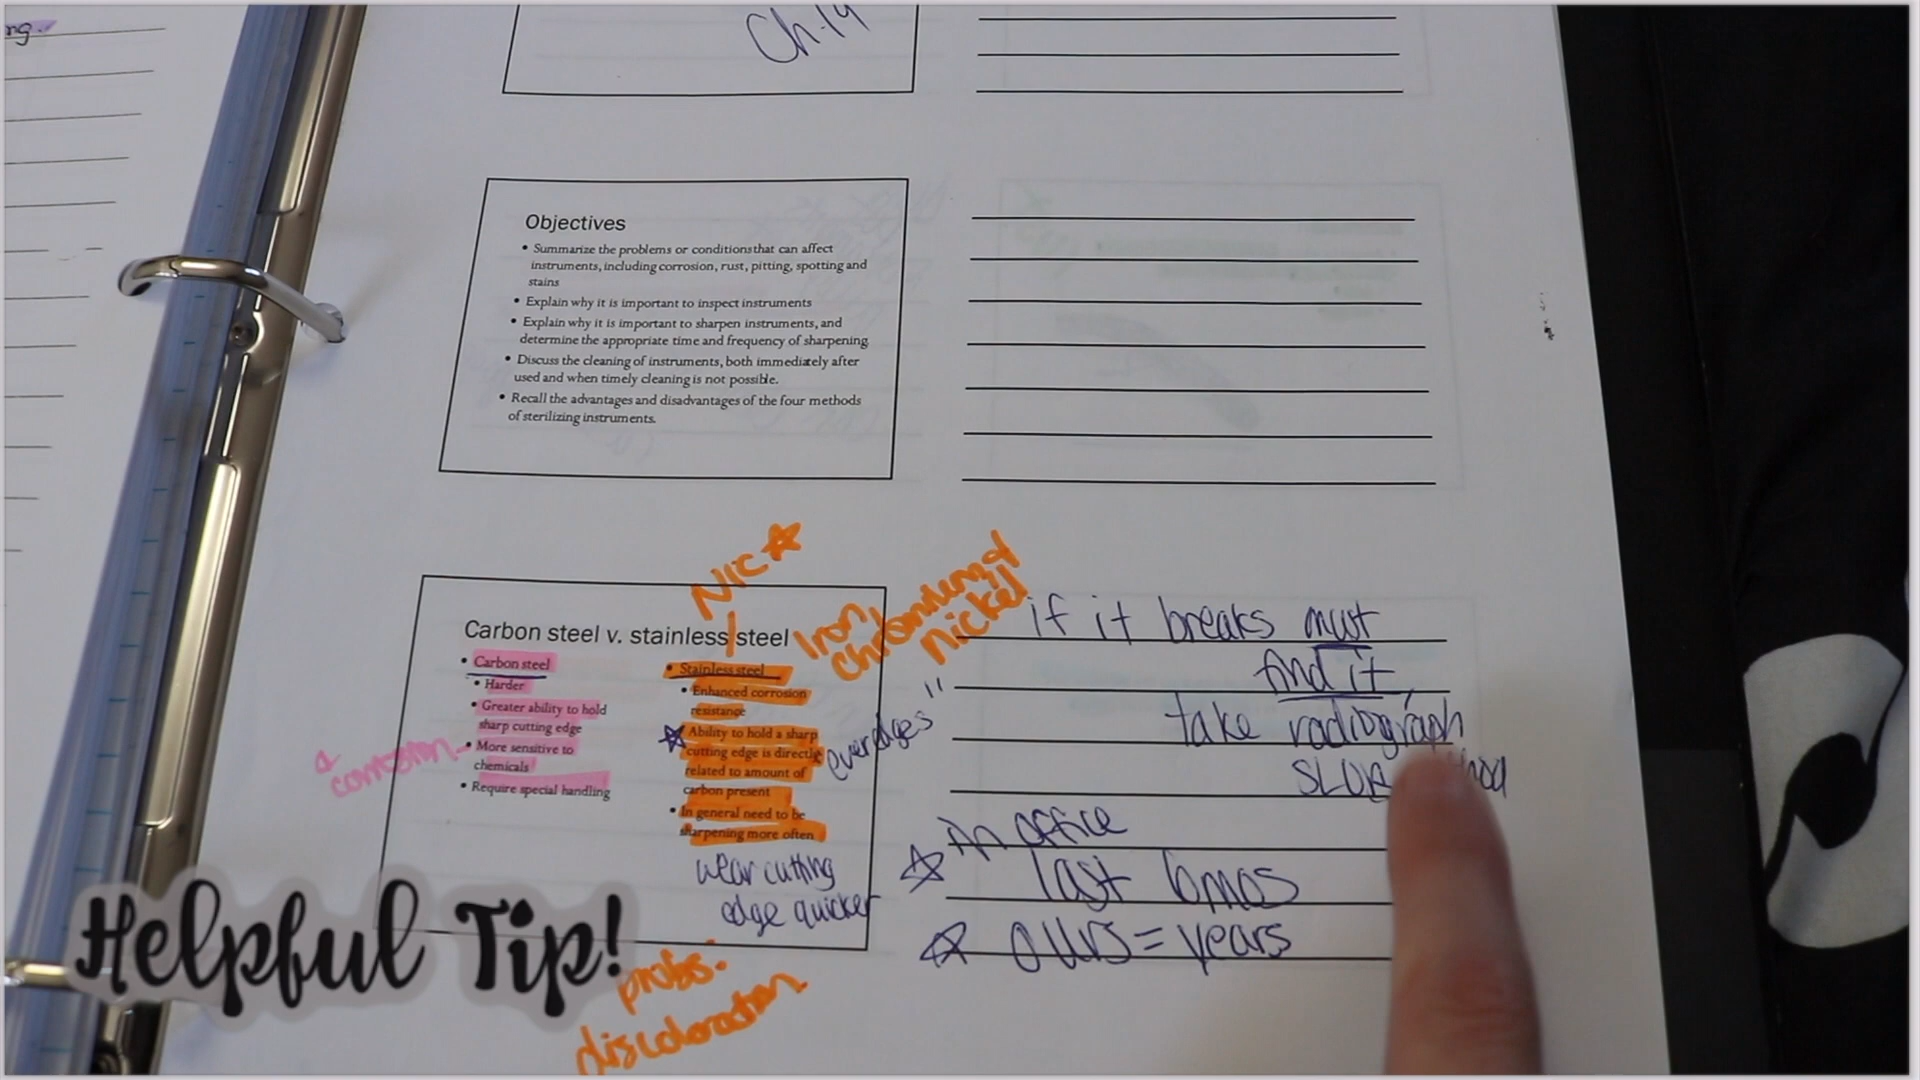 ng.
Ch. 14
Objectives
• Summarize the problems or conditions that can affect
instruments, including corrosion, rust, pitting, spotting and
stains
• Explain why it is important to inspect instruments
• Explain why it is important to sharpen instruments, and
determine the appropriate time and frequency of sharpening.
• Discuss the cleaning of instruments, both immediately after
used and when timely cleaning is not possible.
• Recall the advantages and disadvantages of the four methods
of sterilizing instruments.
NIC ☆
Iron
nickel
Carbon steel v. stainless steel
• Carbon steel
• Harder
• Greater ability to hold
sharp cutting edge
• More sensitive to
chemicals
• Require special handling
corrosion
• Stainless steel
• Enhanced corrosion
resistance
☆ Ability to hold a sharp
cutting edge is directly
related to amount of
carbon present
• In general need to be
sharpening more often
wear cutting
edge quicker
probs.
discoloration
if it breaks must
find it
take radiograph
in office
☆ last 6mos
☆ ours = years
Helpful Tip!